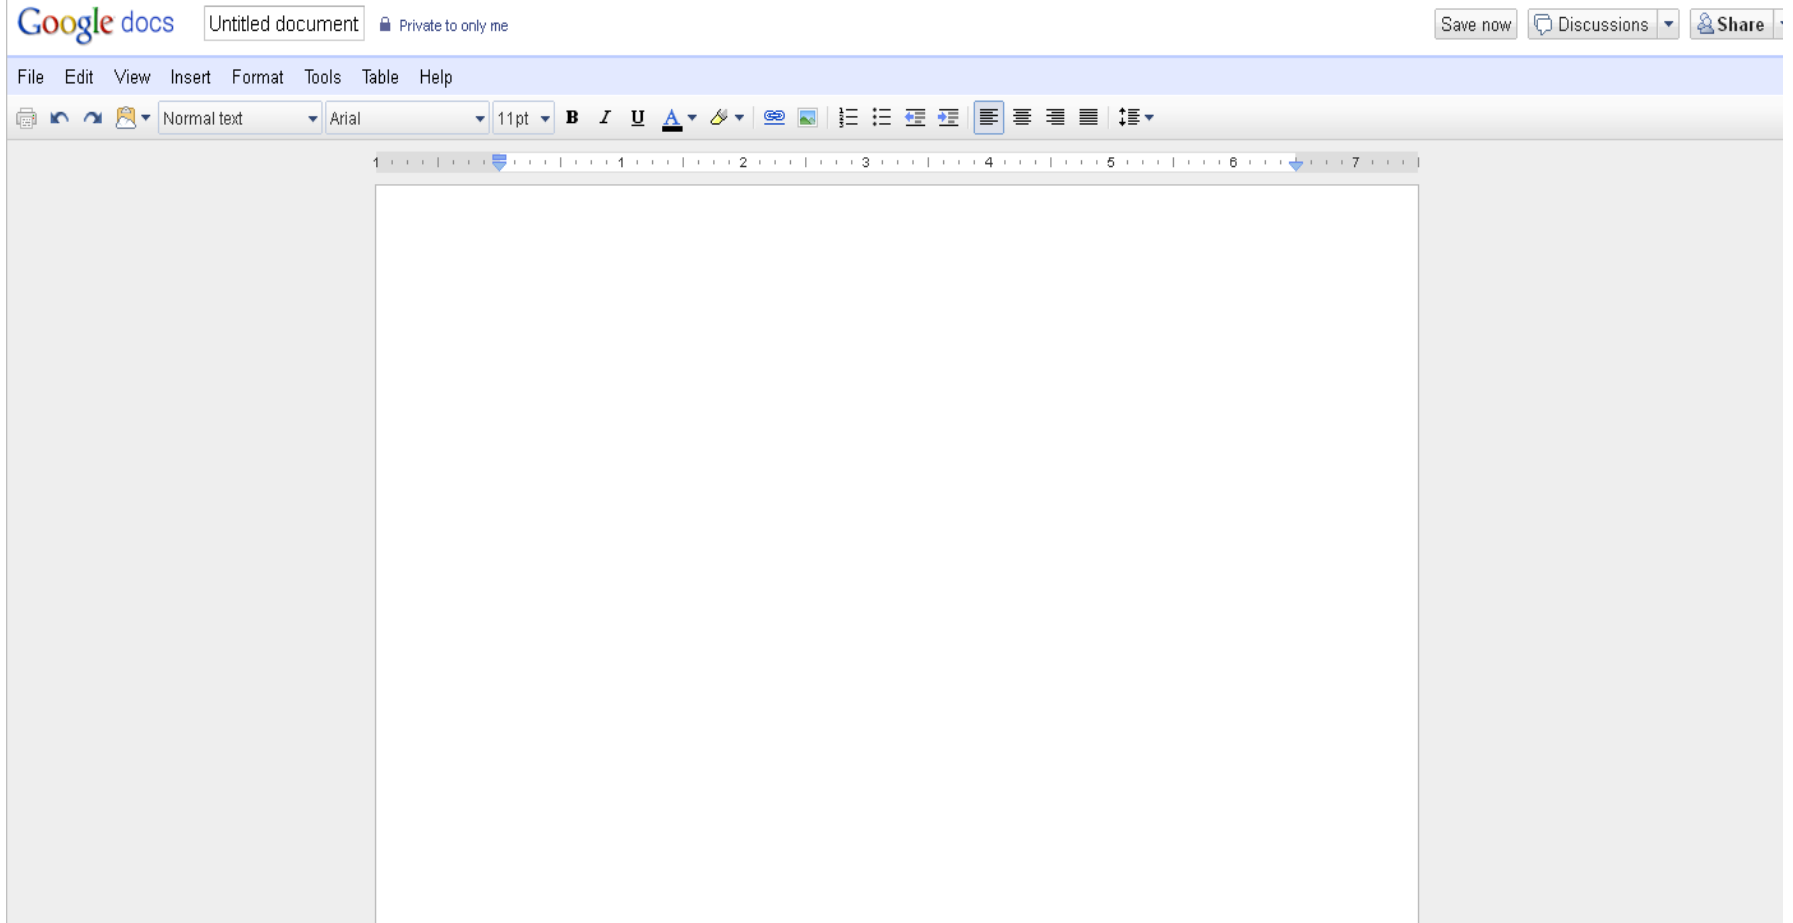 Google docs Untitled document Private to only me Save now Discussions Share
File Edit View Insert Format Tools Table Help
Normal text Arial 11pt B I U A
1 1 2 3 4 5 6 7